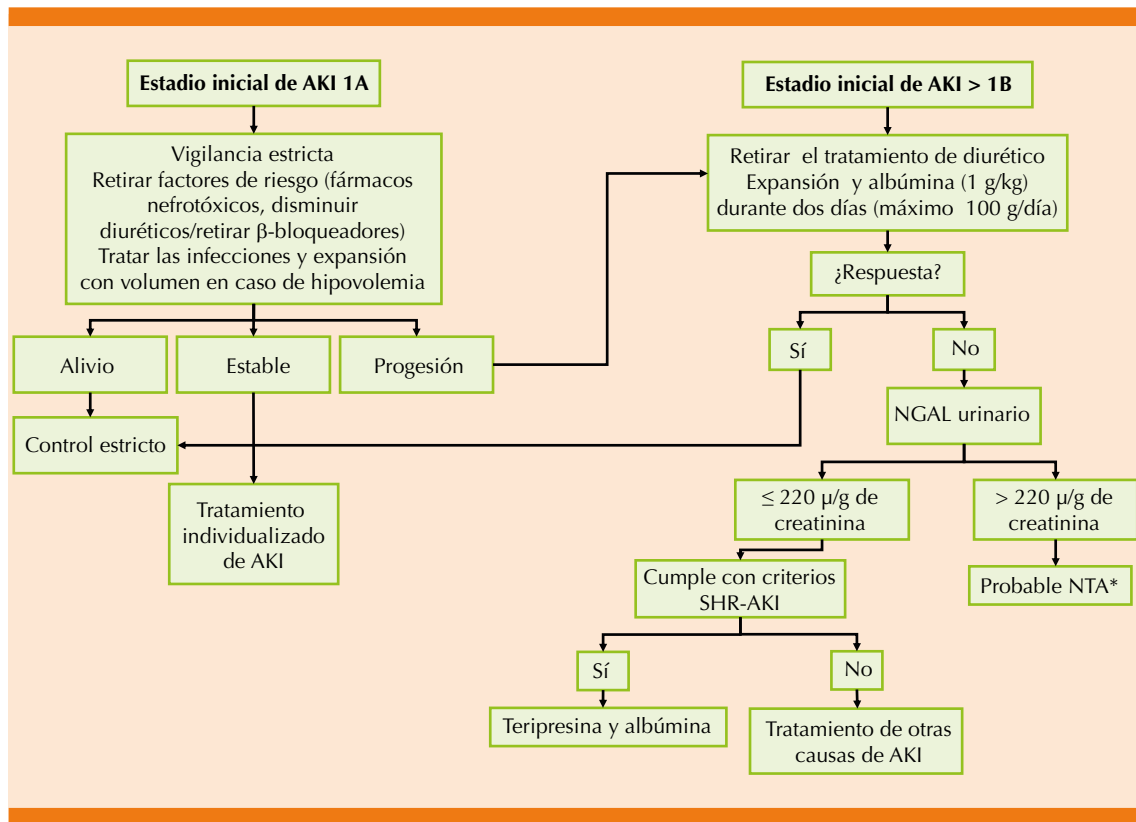 Estadio inicial de AKI 1A
Vigilancia estricta
Retirar factores de riesgo (fármacos
nefrotóxicos, disminuir
diuréticos/retirar β-bloqueadores)
Tratar las infecciones y expansión
con volumen en caso de hipovolemia
Alivio
Estable
Progesión
Control estricto
Tratamiento
individualizado
de AKI
Estadio inicial de AKI > 1B
Retirar el tratamiento de diurético
Expansión y albúmina (1 g/kg)
durante dos días (máximo 100 g/día)
¿Respuesta?
Sí
No
NGAL urinario
≤ 220 µ/g de
creatinina
> 220 µ/g de
creatinina
Cumple con criterios
SHR-AKI
Probable NTA*
Sí
No
Teripresina y albúmina
Tratamiento de otras
causas de AKI